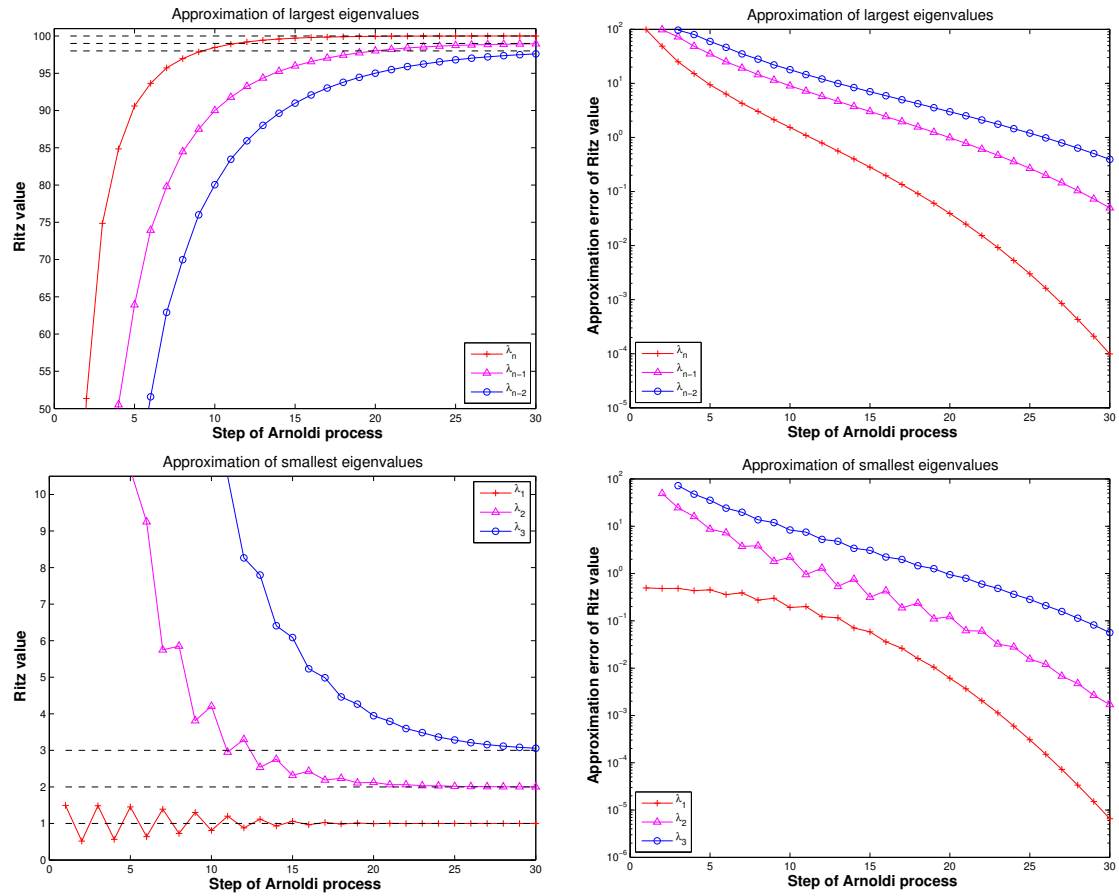 Approximation of largest eigenvalues
100
95
90
85
80
75
70
65
60
55
50
Ritz value
λn
λn−1
λn−2
5
10
15
20
25
30
Step of Arnoldi process
Approximation of largest eigenvalues
10^2
10^1
10^0
10^−1
10^−2
10^−3
10^−4
10^−5
Approximation error of Ritz value
λn
λn−1
λn−2
0
5
10
15
20
25
30
Step of Arnoldi process
Approximation of smallest eigenvalues
10
9
8
7
6
5
4
3
2
1
0
Ritz value
λ1
λ2
λ3
0
5
10
15
20
25
30
Step of Arnoldi process
Approximation of smallest eigenvalues
10^2
10^1
10^0
10^−1
10^−2
10^−3
10^−4
10^−5
10^−6
Approximation error of Ritz value
λ1
λ2
λ3
0
5
10
15
20
25
30
Step of Arnoldi process